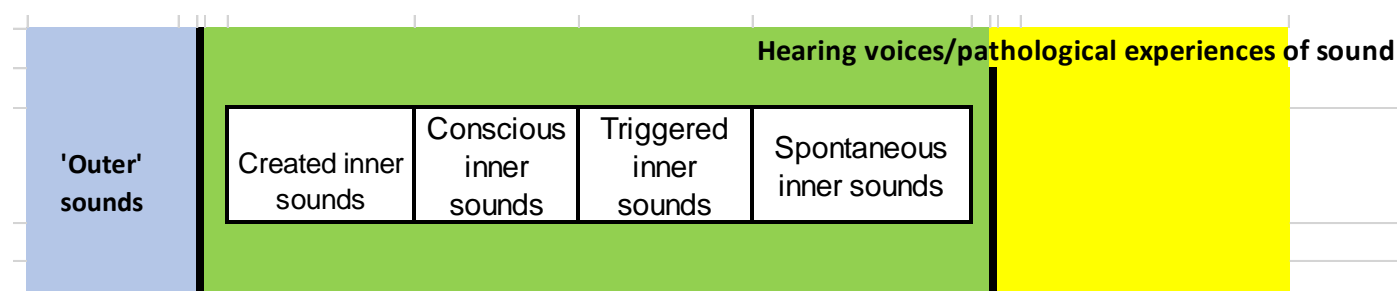 Hearing voices/pathological experiences of sound
'Outer'
sounds
Created inner
sounds
Conscious
inner
sounds
Triggered
inner
sounds
Spontaneous
inner sounds